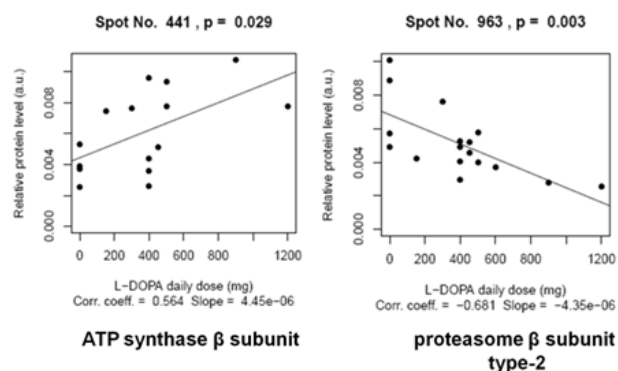 Spot No. 441 , p = 0.029
Relative protein level (a.u.)
0.000 0.004 0.008
0 200 400 600 800 1200
L-DOPA daily dose (mg)
Corr. coeff. = 0.564 Slope = 4.45e-06
ATP synthase β subunit
Spot No. 963 , p = 0.003
Relative protein level (a.u.)
0.000 0.004 0.008
0 200 400 600 800 1200
L-DOPA daily dose (mg)
Corr. coeff. = -0.681 Slope = -4.35e-06
proteasome β subunit
type-2